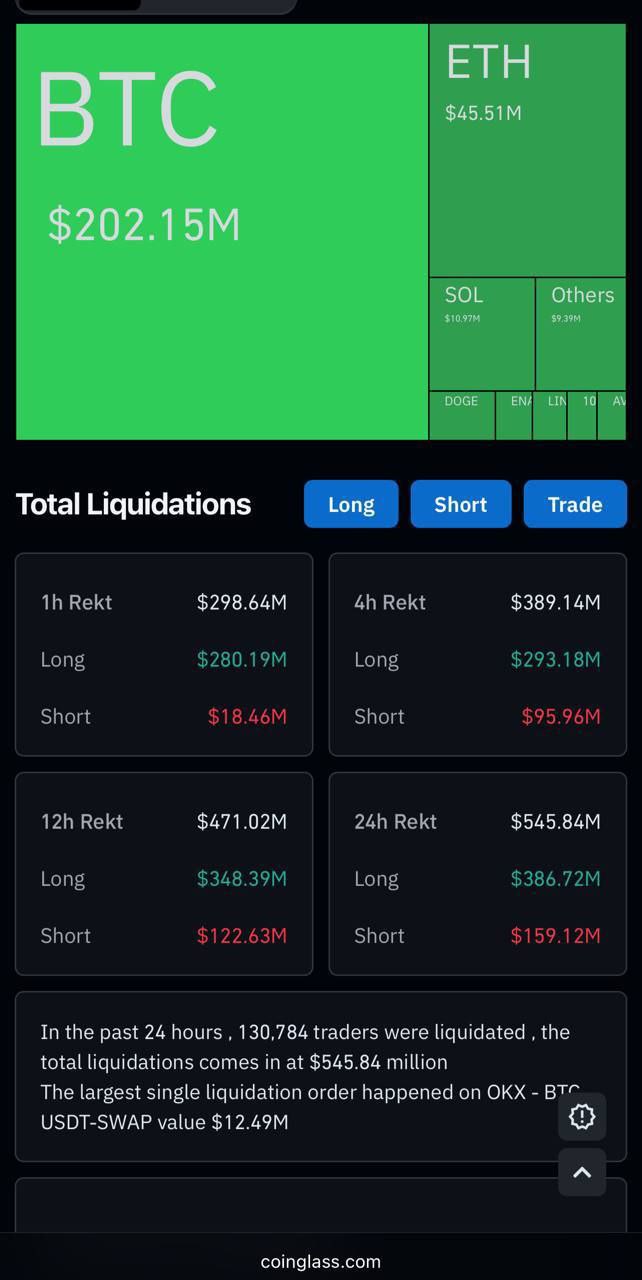 BTC
$202.15M
ETH
$45.51M
SOL
$10.97M
Others
$9.39M
DOGE
ENA
LIN
10
AV
Total Liquidations
Long
Short
Trade
1h Rekt $298.64M
Long $280.19M
Short $18.46M
4h Rekt $389.14M
Long $293.18M
Short $95.96M
12h Rekt $471.02M
Long $348.39M
Short $122.63M
24h Rekt $545.84M
Long $386.72M
Short $159.12M
In the past 24 hours , 130,784 traders were liquidated , the
total liquidations comes in at $545.84 million
The largest single liquidation order happened on OKX - BTC
USDT-SWAP value $12.49M
coinglass.com